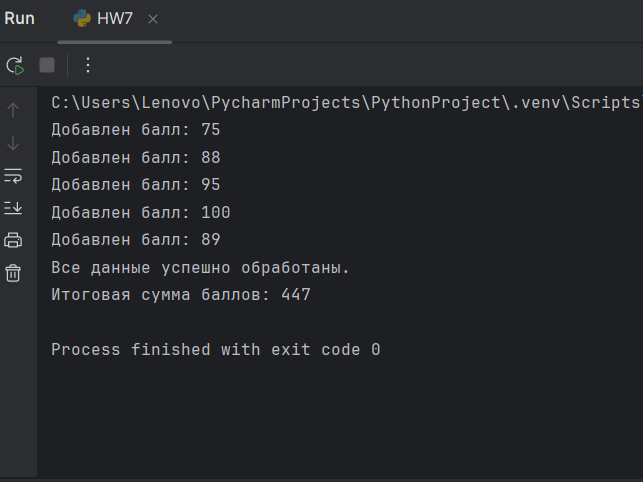 Run HW7
C:\Users\Lenovo\PycharmProjects\PythonProject\.venv\Scripts
Добавлен балл: 75
Добавлен балл: 88
Добавлен балл: 95
Добавлен балл: 100
Добавлен балл: 89
Все данные успешно обработаны.
Итоговая сумма баллов: 447
Process finished with exit code 0